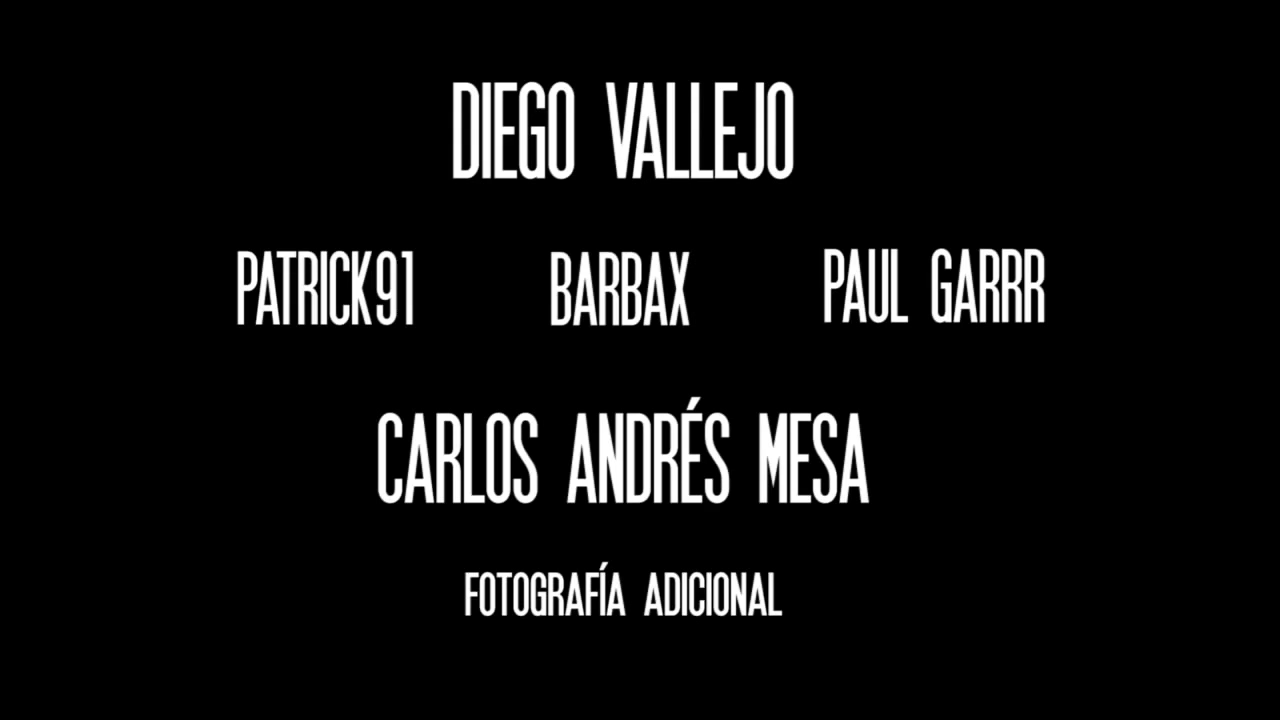 DIEGO VALLEJO
PATRICK91 BARBAX PAUL GARRR
CARLOS ANDRÉS MESA
FOTOGRAFÍA ADICIONAL